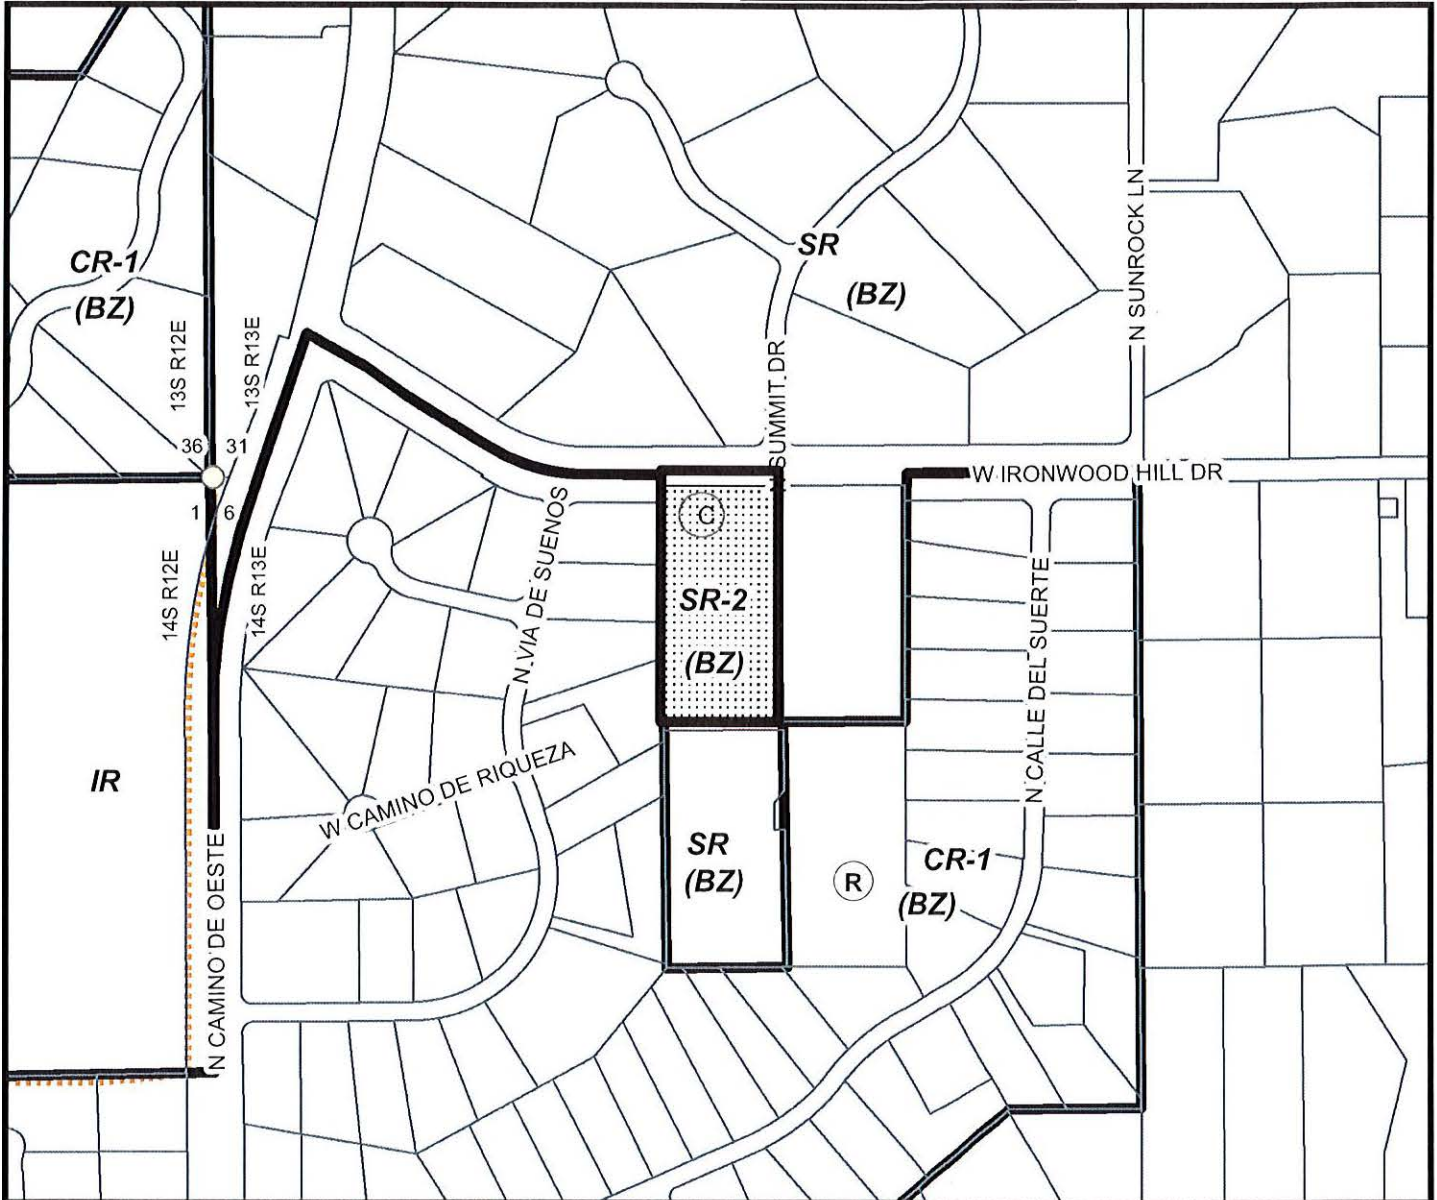 SR
(BZ)
N SUNROCK LN
CR-1
(BZ)
13S R12E
13S R13E
SUMMIT DR
36
31
W IRONWOOD HILL DR
1
6
C
14S R12E
14S R13E
N VIA DE SUENOS
SR-2
(BZ)
N CALLE DEL SUERTE
IR
W CAMINO DE RIQUEZA
SR
(BZ)
R
CR-1
(BZ)
N CAMINO DE OESTE